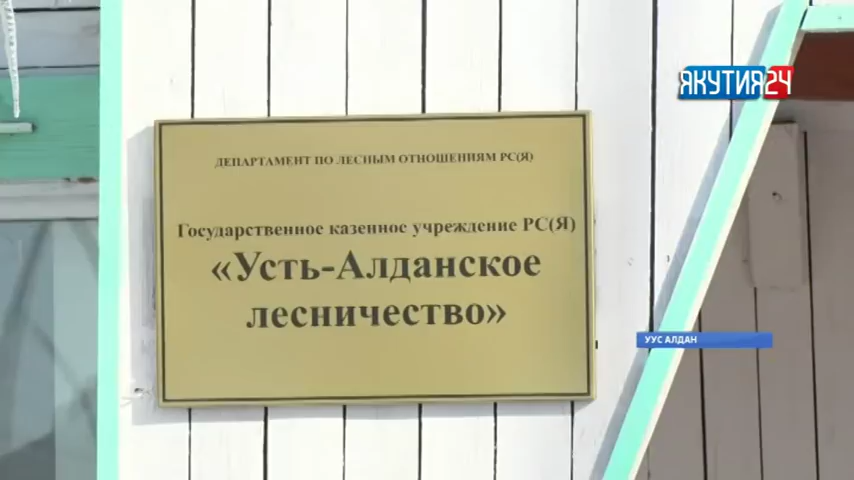 ЯКУТИЯ24
ДЕПАРТАМЕНТ ПО ЛЕСНЫМ ОТНОШЕНИЯМ РС(Я)
Государственное казенное учреждение РС(Я)
«Усть-Алданское
лесничество»
УУС АЛДАН